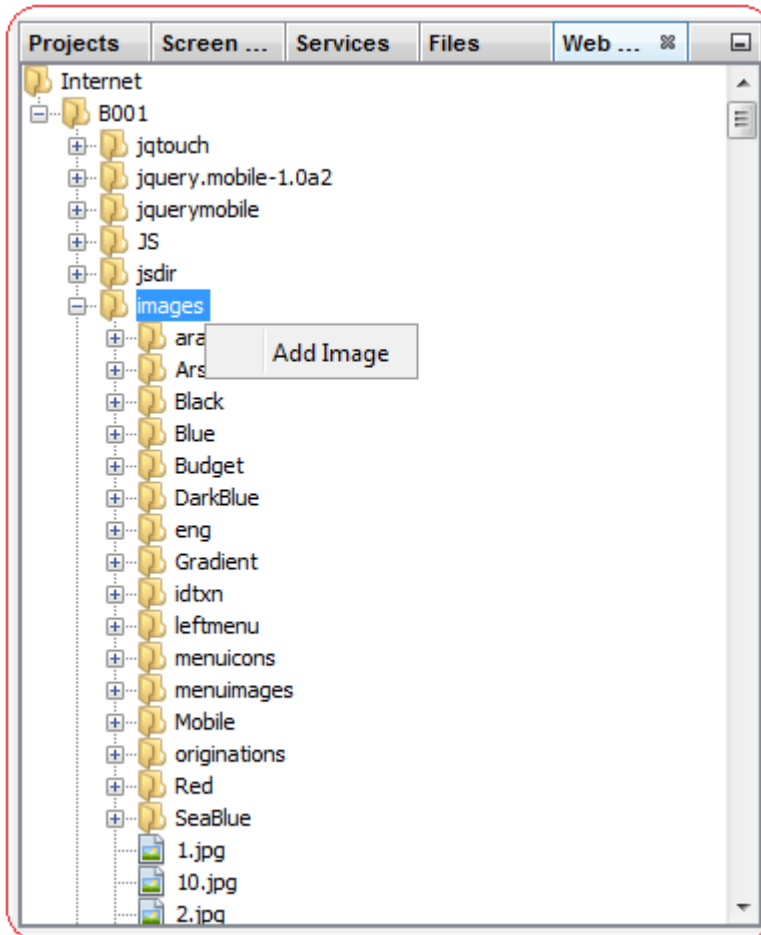 Projects Screen ... Services Files Web ...
Internet
B001
jqtouch
jquery.mobile-1.0a2
jquerymobile
JS
jsdir
images
Add Image
Black
Blue
Budget
DarkBlue
eng
Gradient
idtxn
leftmenu
menuicons
menuimages
Mobile
originations
Red
SeaBlue
1.jpg
10.jpg
2.jpg